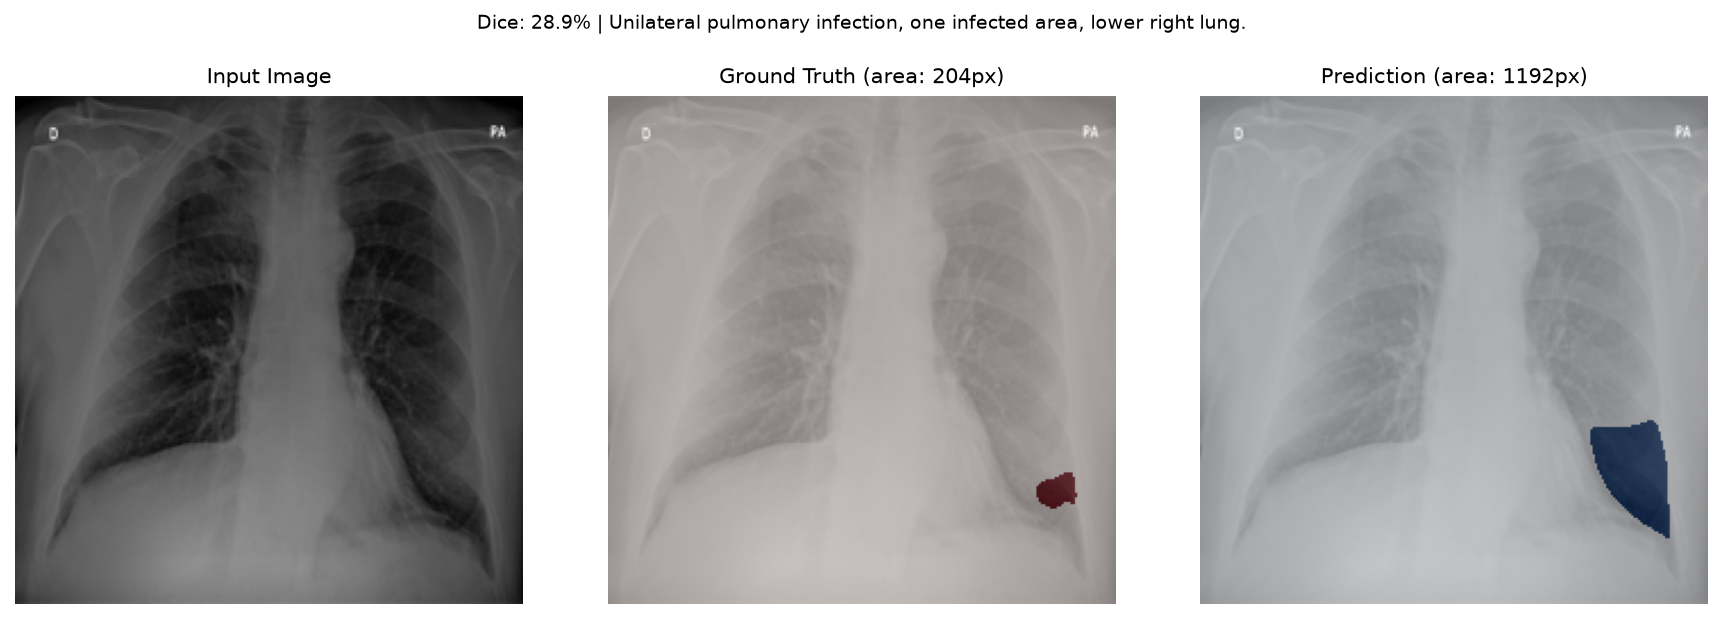 Dice: 28.9% | Unilateral pulmonary infection, one infected area, lower right lung.
Input Image
Ground Truth (area: 204px)
Prediction (area: 1192px)
D
PA
D
PA
D
PA